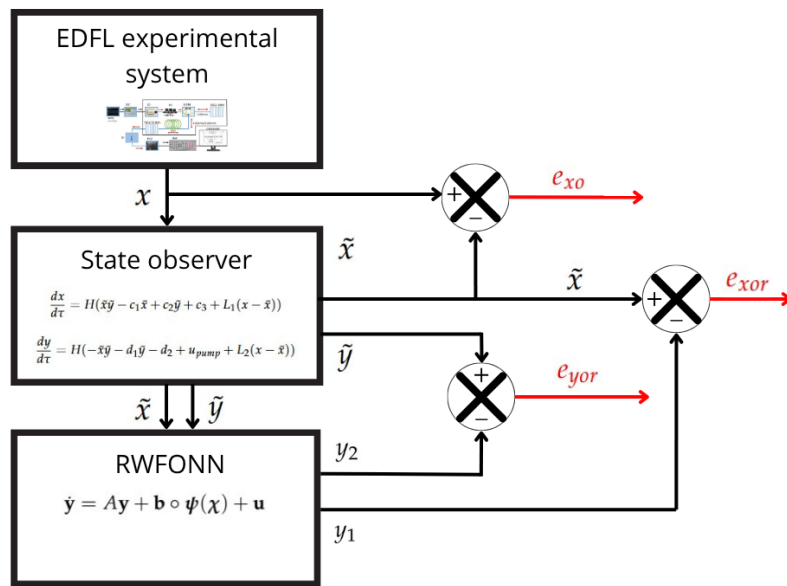 EDFL experimental
system
x
+
−
e_xo
State observer
x̃
dx/dτ = H(x̃ỹ − c₁x̃ + c₂ỹ + c₃ + L₁(x − x̃))
dy/dτ = H(−x̃ỹ − d₁ỹ − d₂ + u_pump + L₂(x − x̃))
x̃
+
−
e_xor
ỹ
+
−
e_yor
x̃
ỹ
RWFONN
ẏ = Ay + b ∘ ψ(χ) + u
y₂
y₁